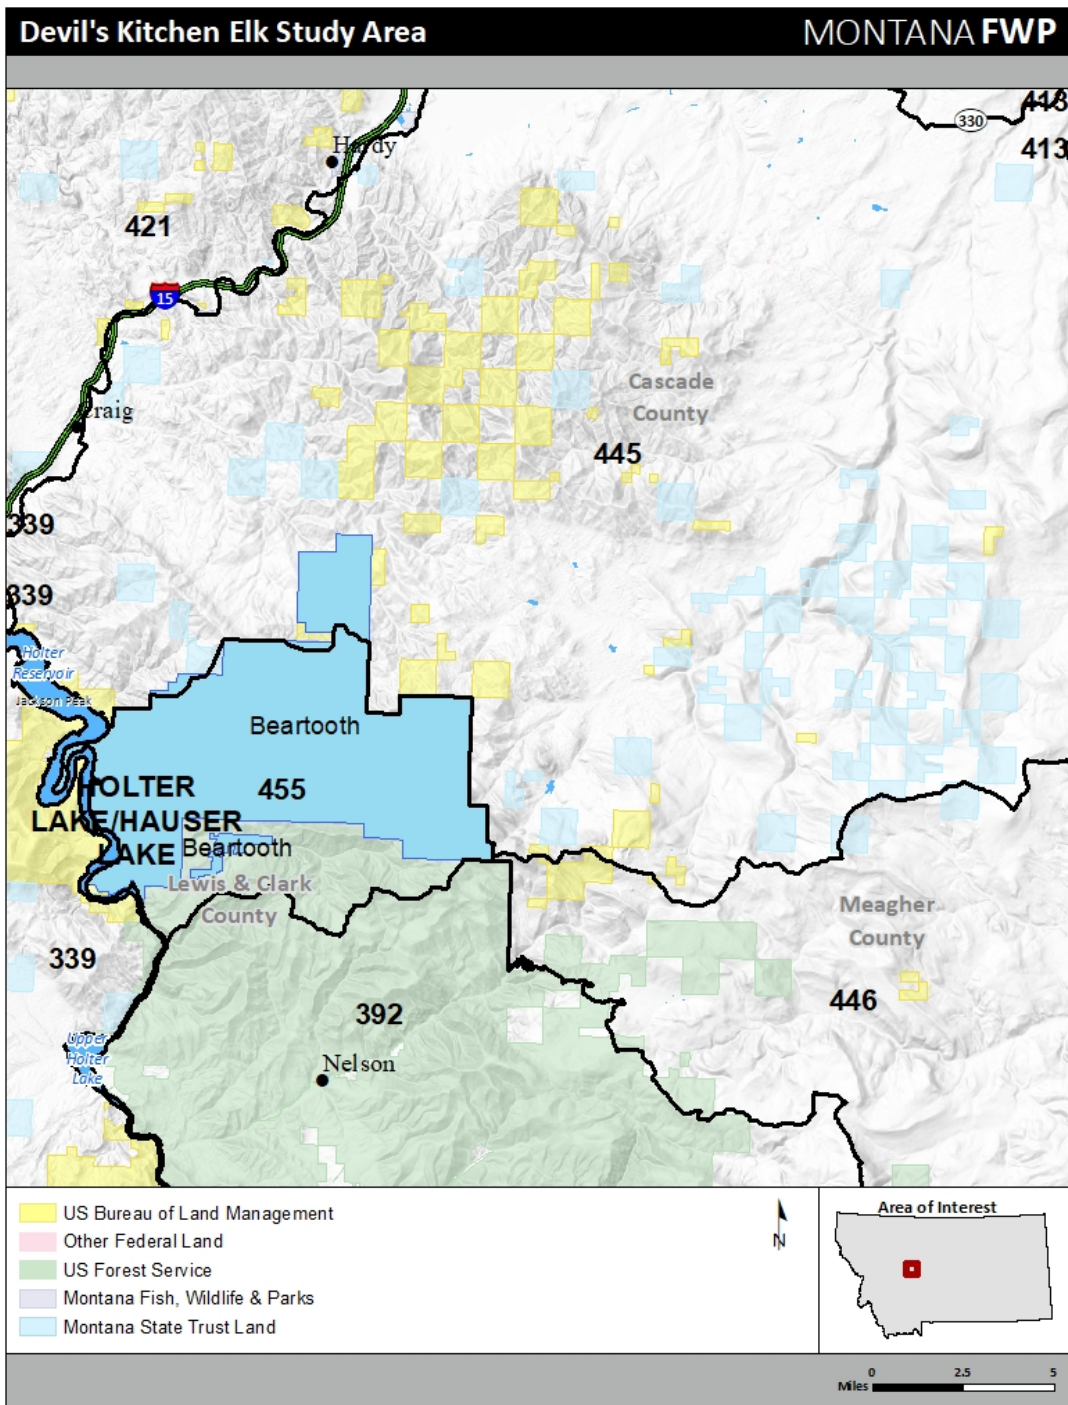 Devil's Kitchen Elk Study Area
MONTANA FWP
413
330
413
Hardy
421
15
Cascade
County
Craig
445
339
339
Holter
Reservoir
Jackson Peak
Beartooth
HOLTER
455
LAKE/HAUSER
LAKE
Beartooth
Lewis & Clark
County
Meagher
County
339
446
392
Upper
Holter
Lake
Nelson
US Bureau of Land Management
Other Federal Land
US Forest Service
Montana Fish, Wildlife & Parks
Montana State Trust Land
N
Area of Interest
0 2.5 5
Miles